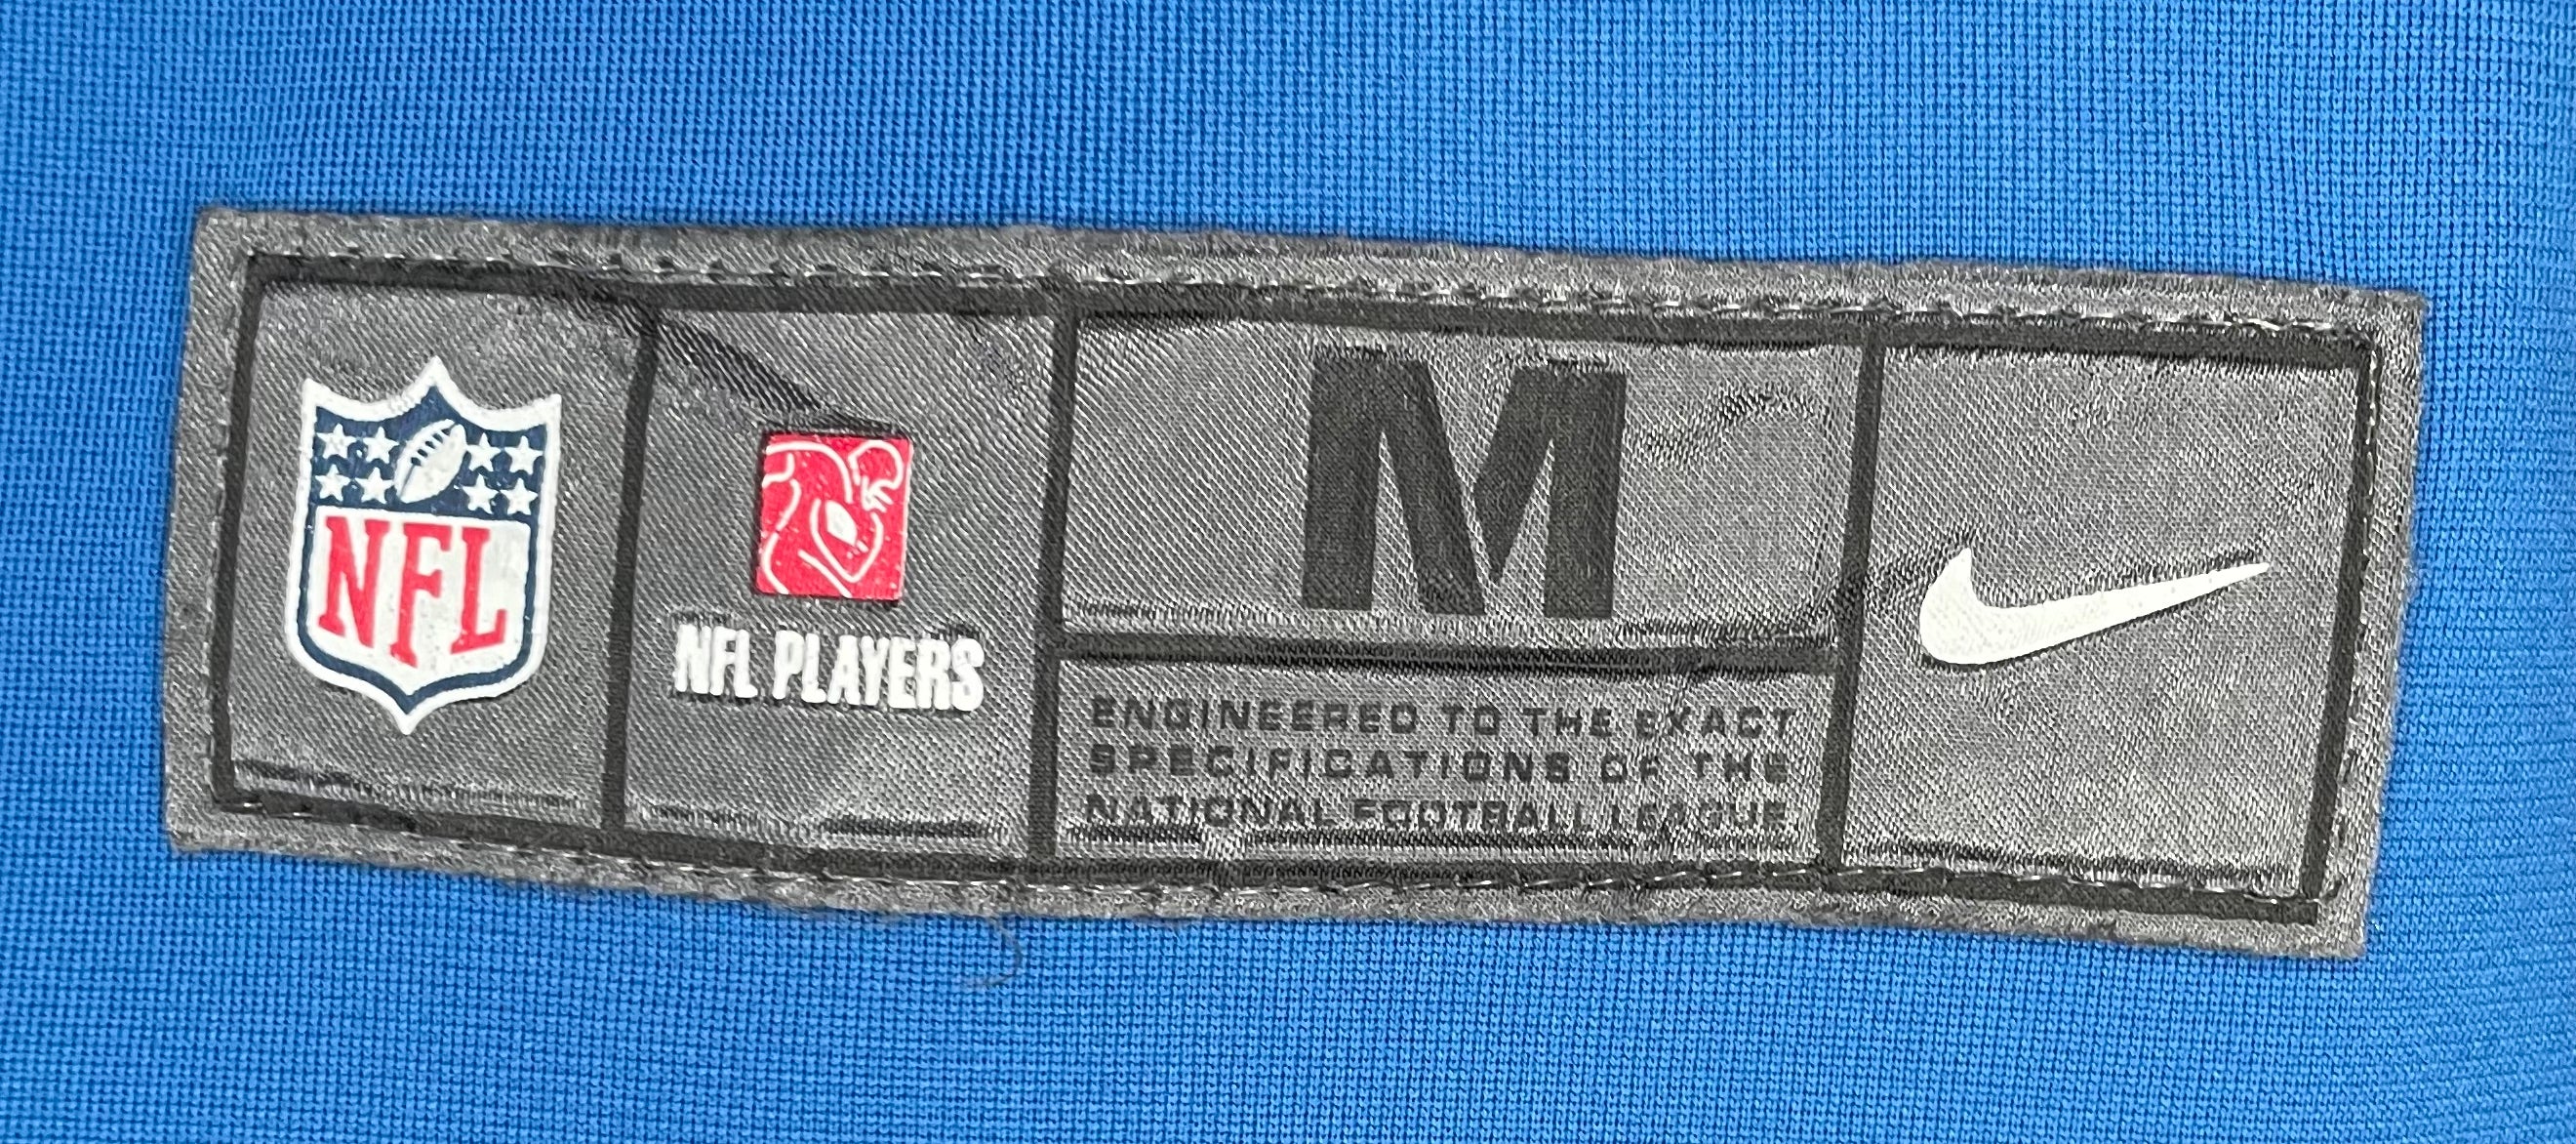 NFL
NFL PLAYERS
M
ENGINEERED TO THE EXACT
SPECIFICATIONS OF THE
NATIONAL FOOTBALL LEAGUE